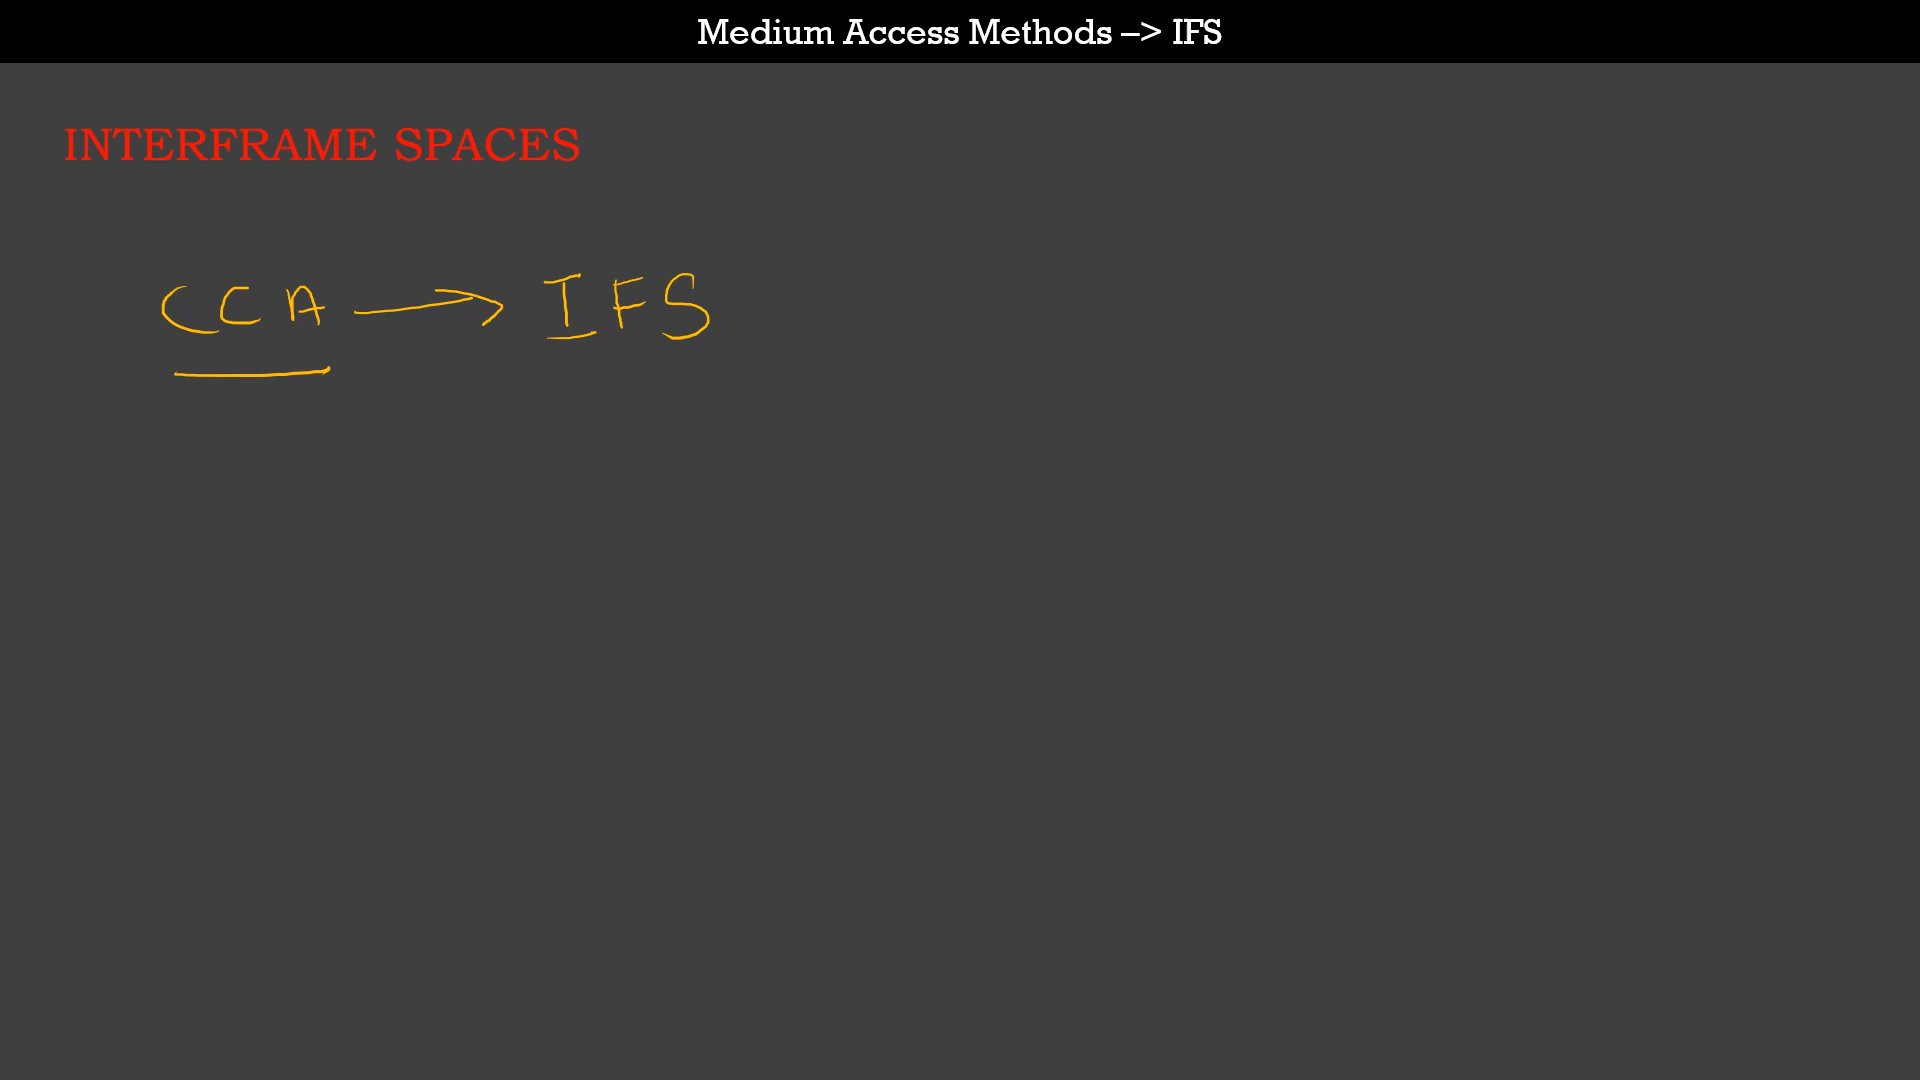 Medium Access Methods –> IFS
INTERFRAME SPACES
CCA → IFS